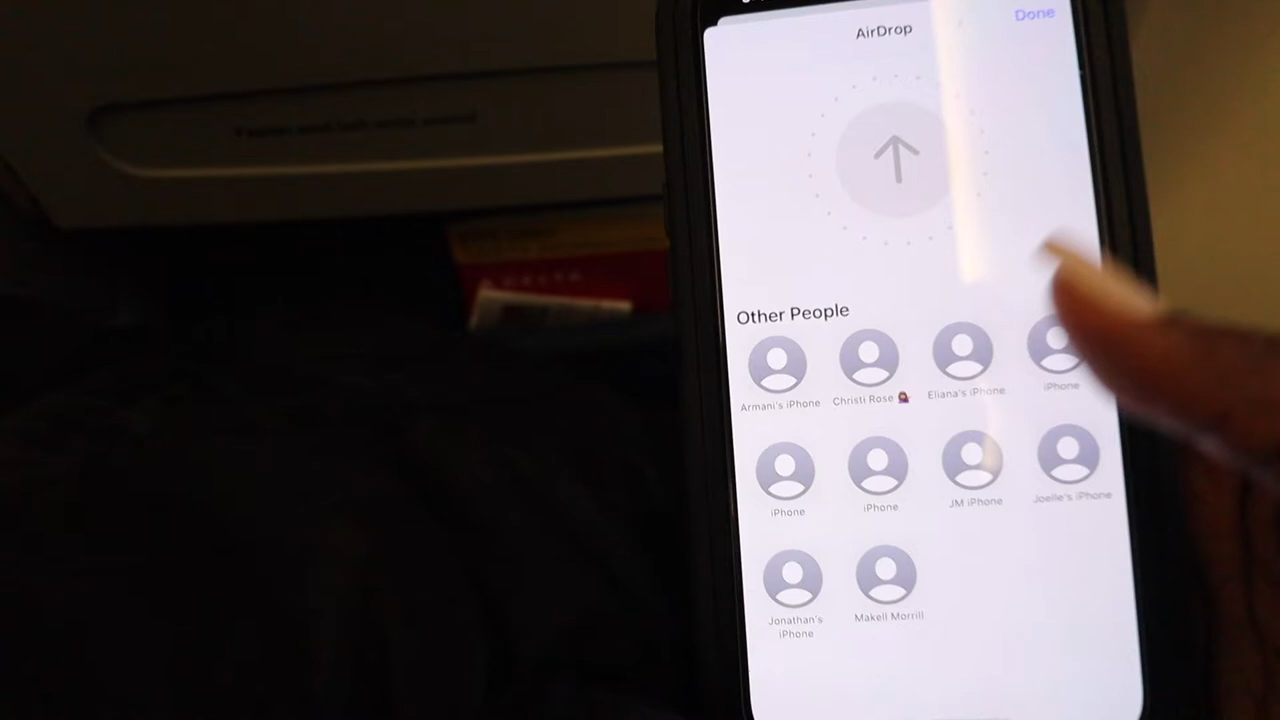 AirDrop
Done
Other People
Armani's iPhone
Christi Rose 🙍🏾‍♀️
Eliana's iPhone
iPhone
iPhone
iPhone
JM iPhone
Joelle's iPhone
Jonathan's
iPhone
Makell Morrill